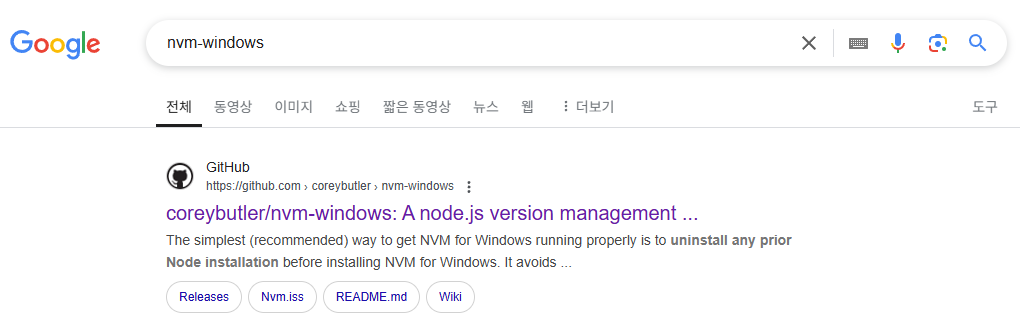 Google
nvm-windows
전체 동영상 이미지 쇼핑 짧은 동영상 뉴스 웹 더보기 도구
GitHub
https://github.com › coreybutler › nvm-windows
coreybutler/nvm-windows: A node.js version management ...
The simplest (recommended) way to get NVM for Windows running properly is to uninstall any prior
Node installation before installing NVM for Windows. It avoids ...
Releases Nvm.iss README.md Wiki